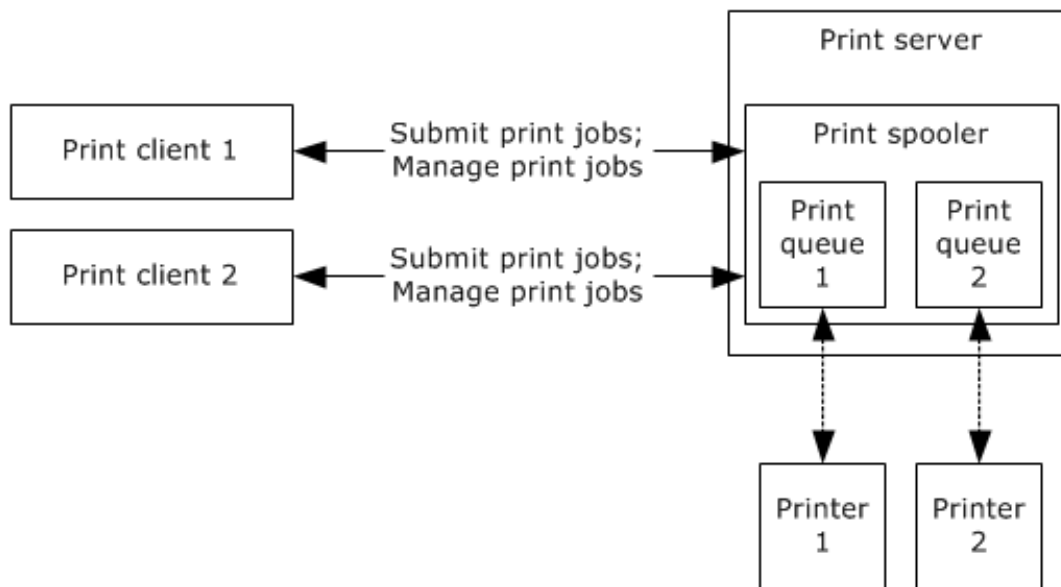 Print server
Print spooler
Print client 1
Submit print jobs;
Manage print jobs
Print
queue
1
Print
queue
2
Print client 2
Submit print jobs;
Manage print jobs
Printer
1
Printer
2